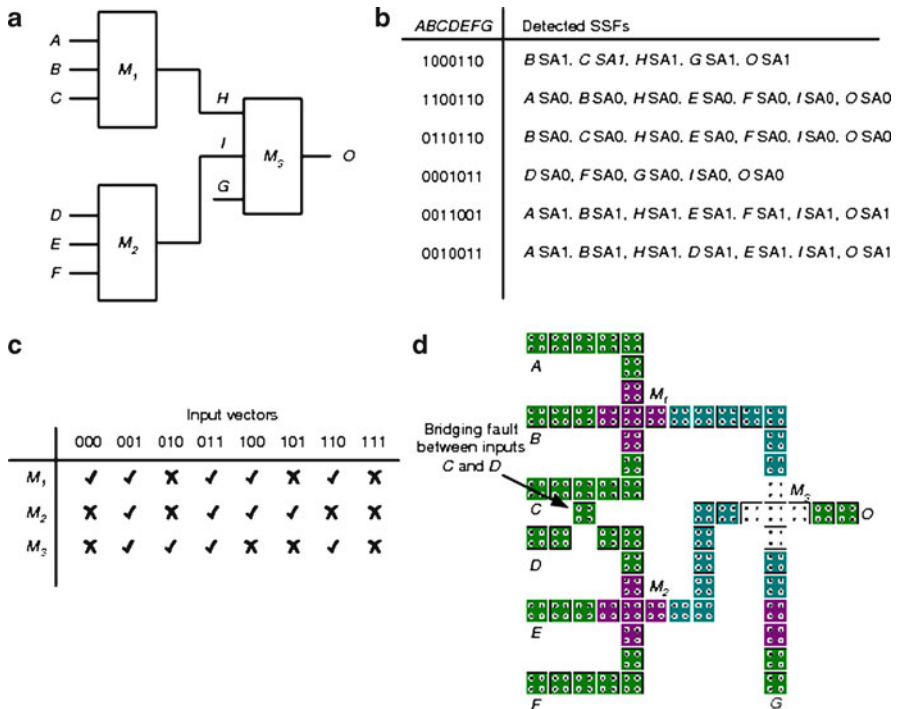 a
A
B
C
M1
H
I
G
M3
O
D
E
F
M2
b
ABCDEFG Detected SSFs
1000110 B SA1. C SA1. H SA1. G SA1. O SA1
1100110 A SA0. B SA0, H SA0. E SA0. F SA0, I SA0, O SA0
0110110 B SA0. C SA0. H SA0. E SA0, F SA0. I SA0. O SA0
0001011 D SA0, F SA0, G SA0. I SA0, O SA0
0011001 A SA1. B SA1, H SA1. E SA1. F SA1, I SA1, O SA1
0010011 A SA1. B SA1, H SA1. D SA1, E SA1. I SA1, O SA1
c
Input vectors
000 001 010 011 100 101 110 111
M1 ✓ ✓ ✗ ✓ ✓ ✗ ✓ ✗
M2 ✗ ✓ ✗ ✓ ✓ ✓ ✗ ✗
M3 ✗ ✓ ✓ ✓ ✗ ✗ ✓ ✗
d
A
M1
B
Bridging fault
between inputs
C and D
C
M3
O
D
M2
E
F
G